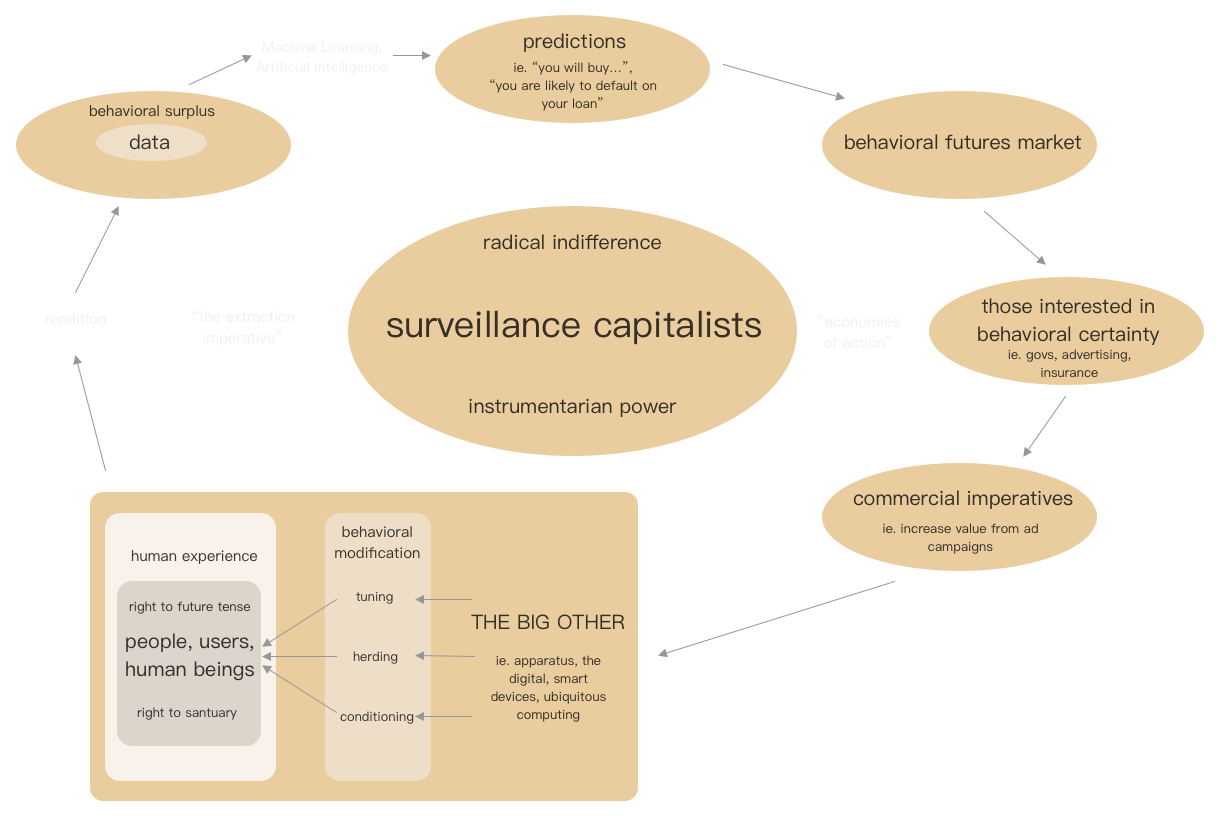 Machine Learning,
Artificial Intelligence
predictions
ie. “you will buy...”,
“you are likely to default on
your loan”
behavioral surplus
data
behavioral futures market
radical indifference
surveillance capitalists
instrumentarian power
rendition
“the extraction
imperative”
“economies
of action”
those interested in
behavioral certainty
ie. govs, advertising,
insurance
commercial imperatives
ie. increase value from ad
campaigns
human experience
right to future tense
people, users,
human beings
right to santuary
behavioral
modification
tuning
herding
conditioning
THE BIG OTHER
ie. apparatus, the
digital, smart
devices, ubiquitous
computing